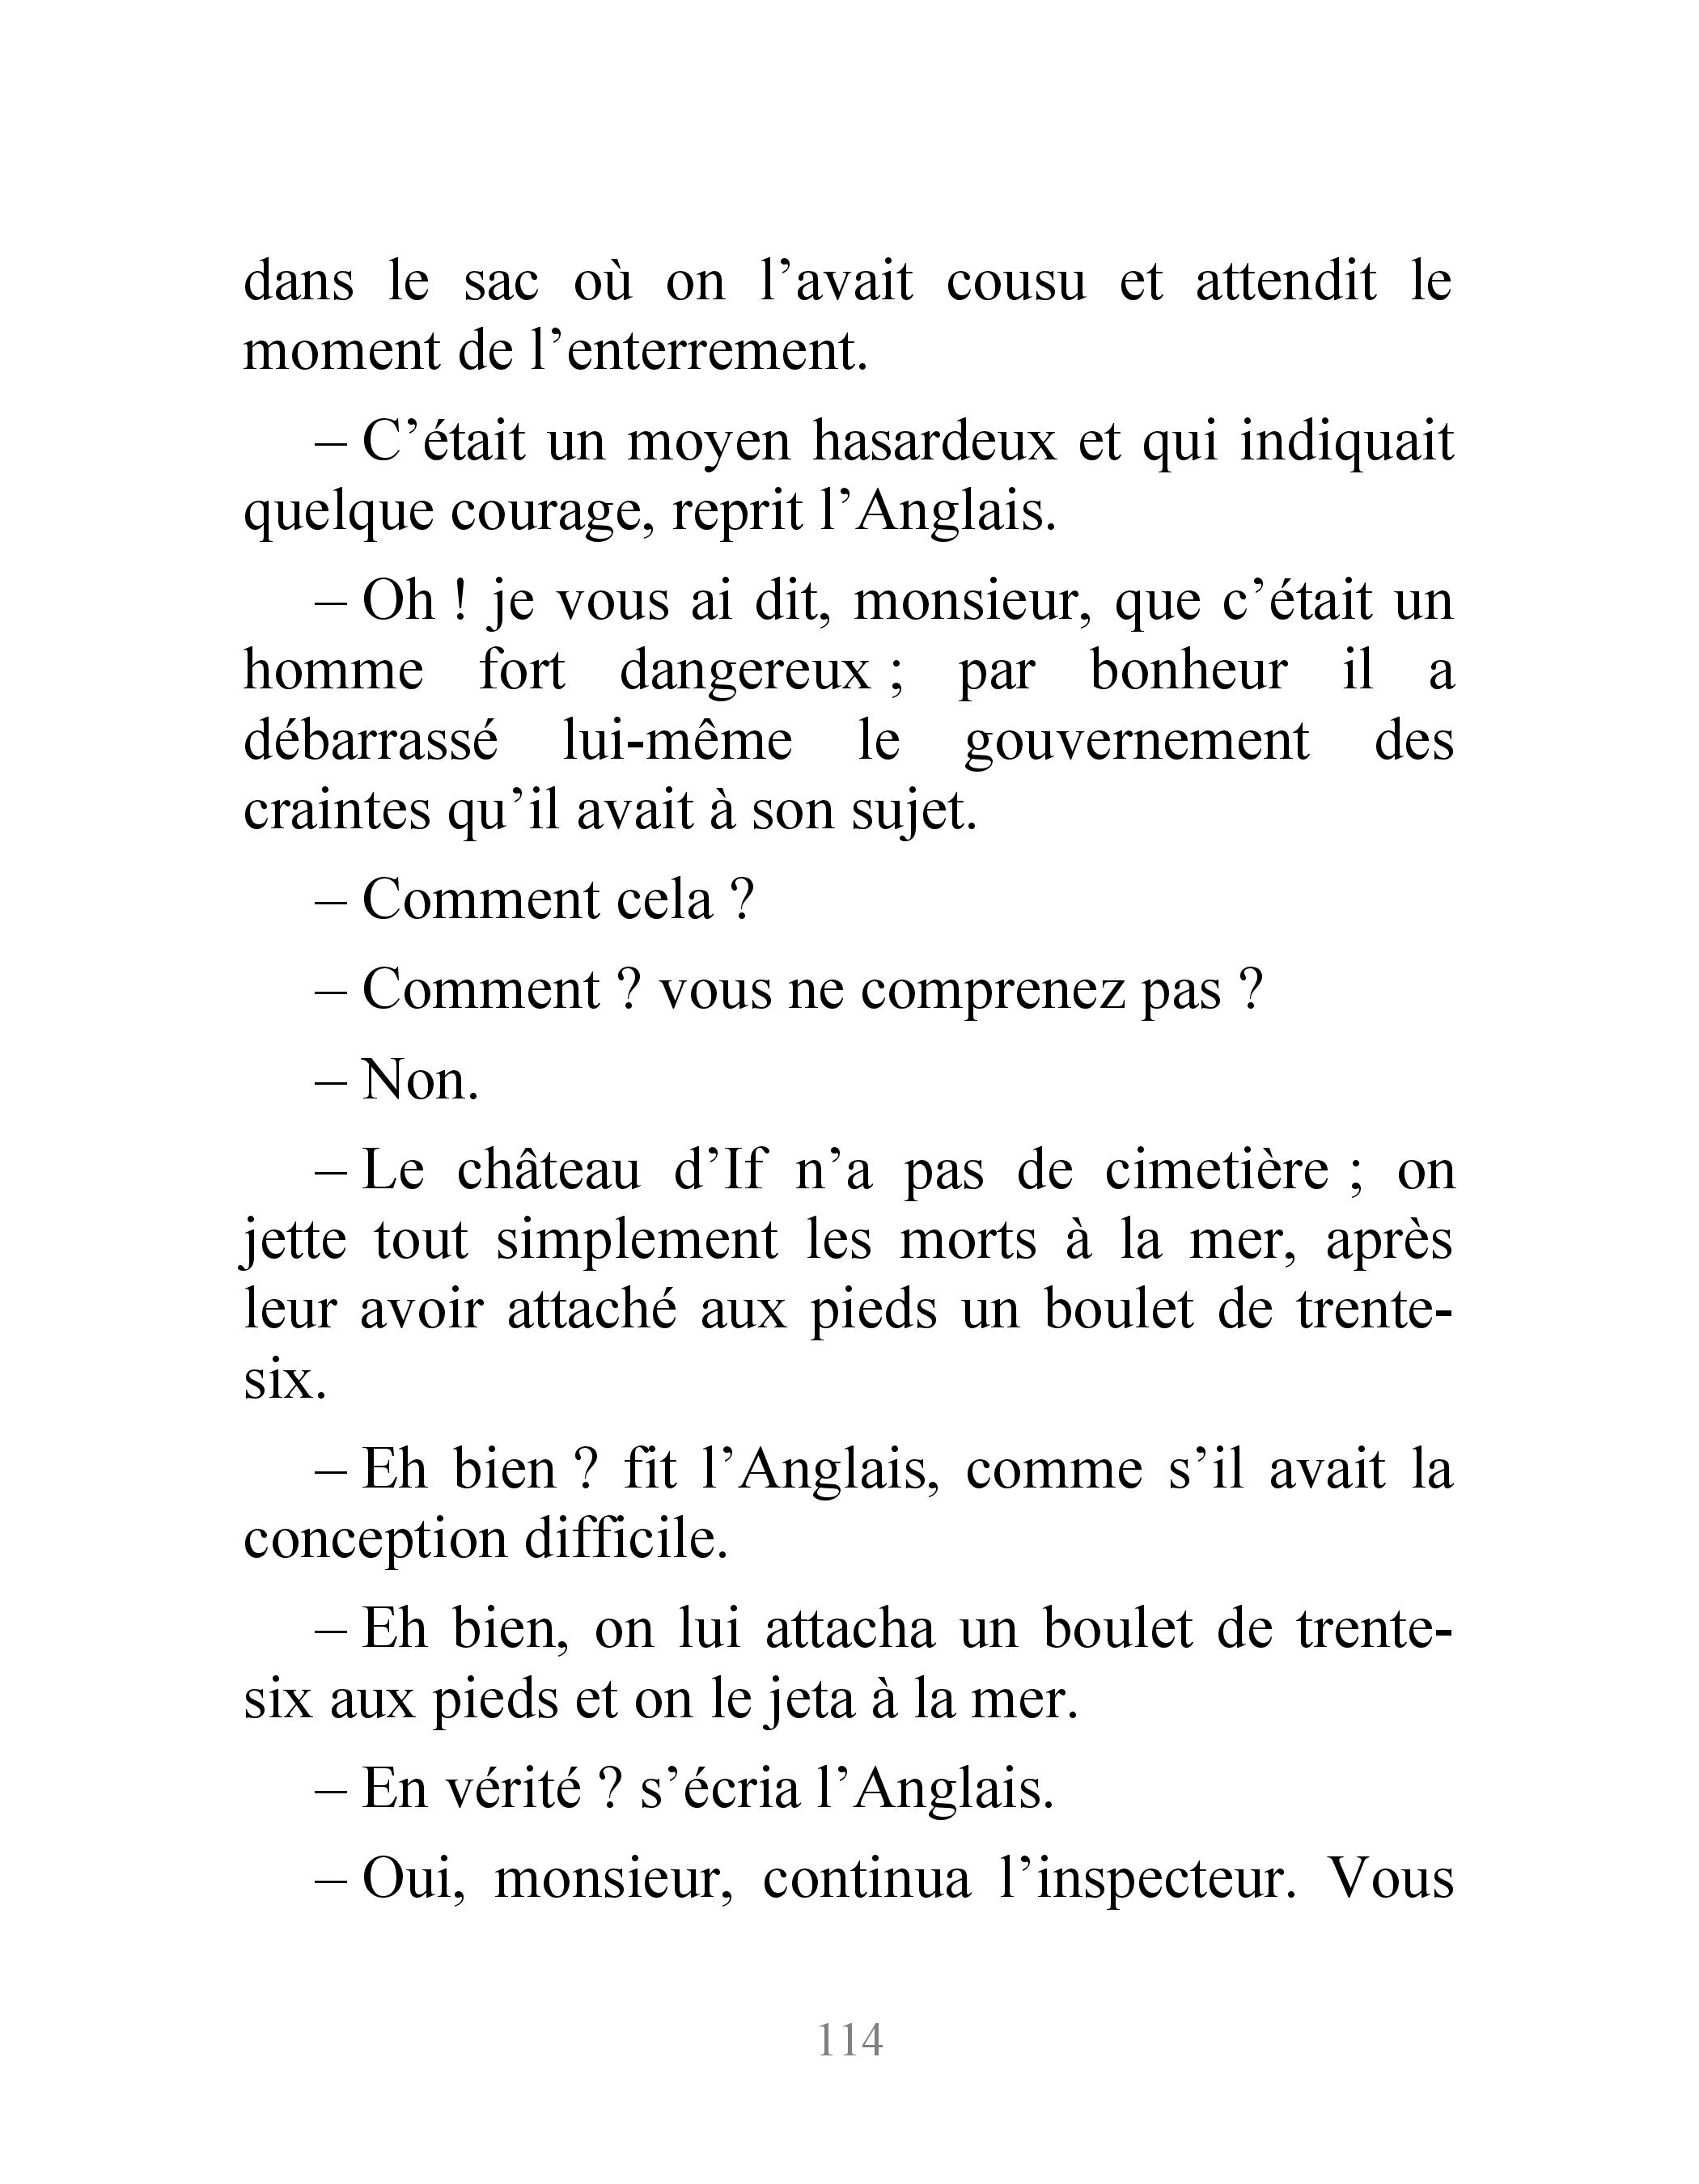 dans le sac où on l’avait cousu et attendit le
moment de l’enterrement.
– C’était un moyen hasardeux et qui indiquait
quelque courage, reprit l’Anglais.
– Oh ! je vous ai dit, monsieur, que c’était un
homme fort dangereux ; par bonheur il a
débarrassé lui-même le gouvernement des
craintes qu’il avait à son sujet.
– Comment cela ?
– Comment ? vous ne comprenez pas ?
– Non.
– Le château d’If n’a pas de cimetière ; on
jette tout simplement les morts à la mer, après
leur avoir attaché aux pieds un boulet de trente-
six.
– Eh bien ? fit l’Anglais, comme s’il avait la
conception difficile.
– Eh bien, on lui attacha un boulet de trente-
six aux pieds et on le jeta à la mer.
– En vérité ? s’écria l’Anglais.
– Oui, monsieur, continua l’inspecteur. Vous
114